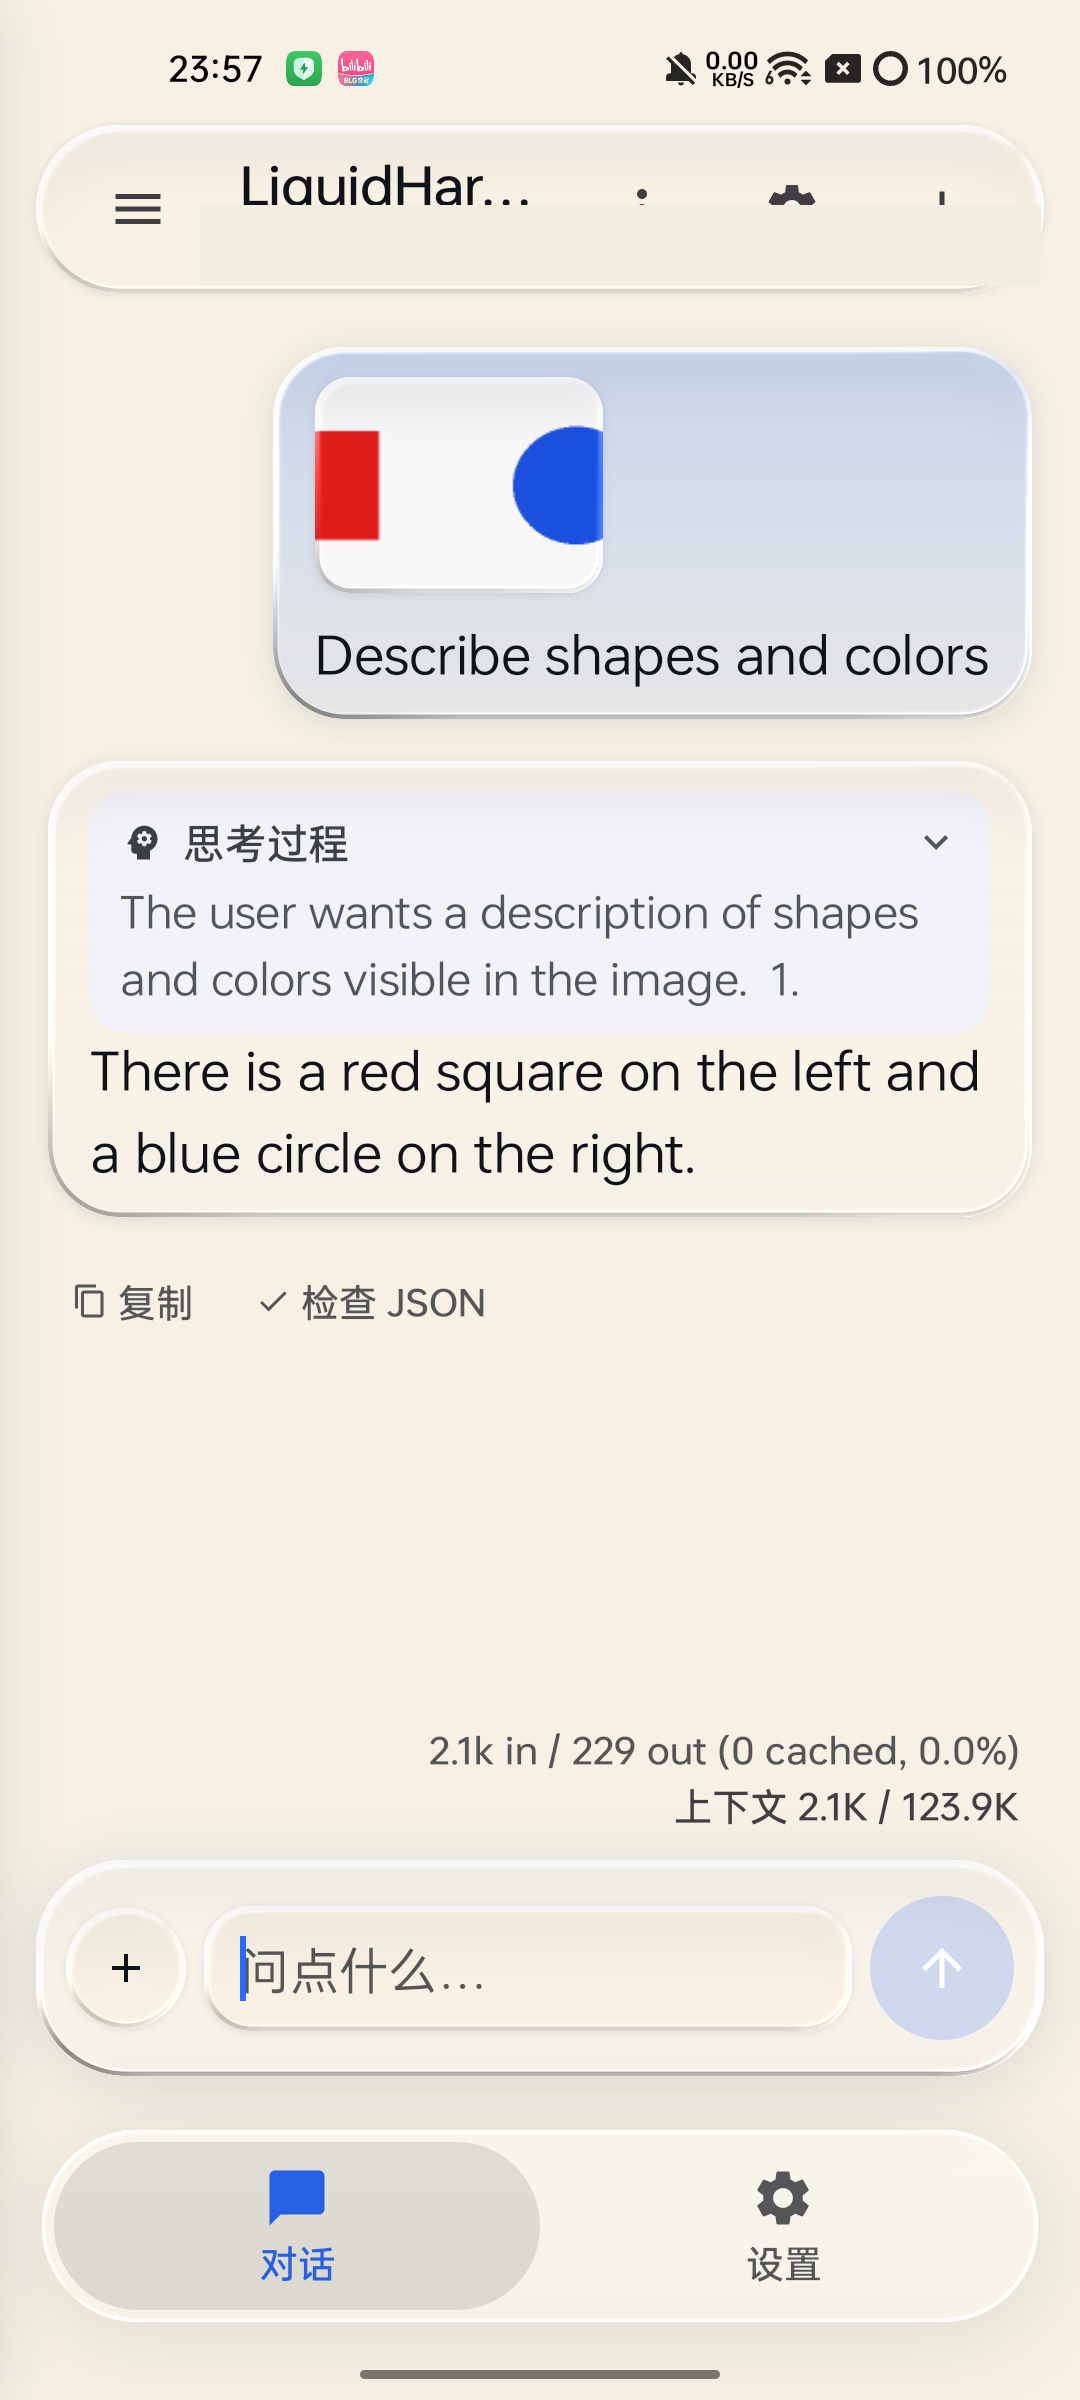 23:57
0.00
KB/S
100%
LiquidHar...
Describe shapes and colors
思考过程
The user wants a description of shapes
and colors visible in the image. 1.
There is a red square on the left and
a blue circle on the right.
复制
检查 JSON
2.1k in / 229 out (0 cached, 0.0%)
上下文 2.1K / 123.9K
问点什么...
对话
设置